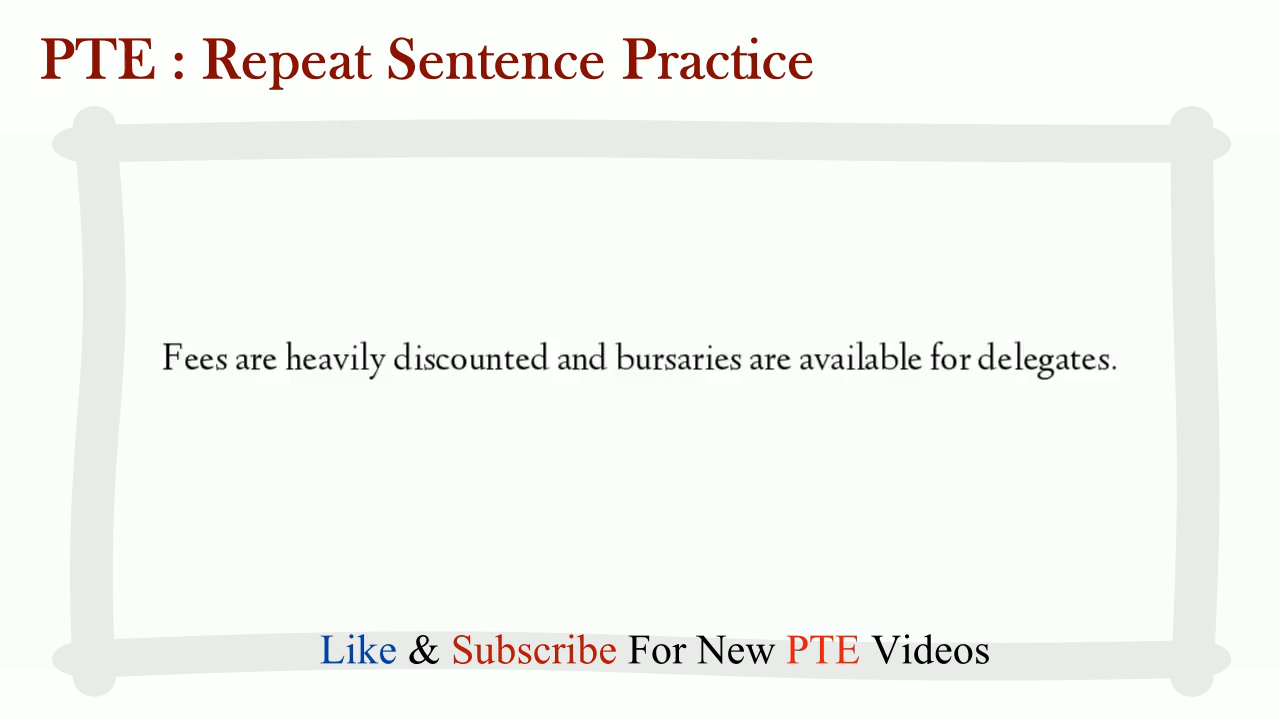 PTE : Repeat Sentence Practice
Fees are heavily discounted and bursaries are available for delegates.
Like & Subscribe For New PTE Videos